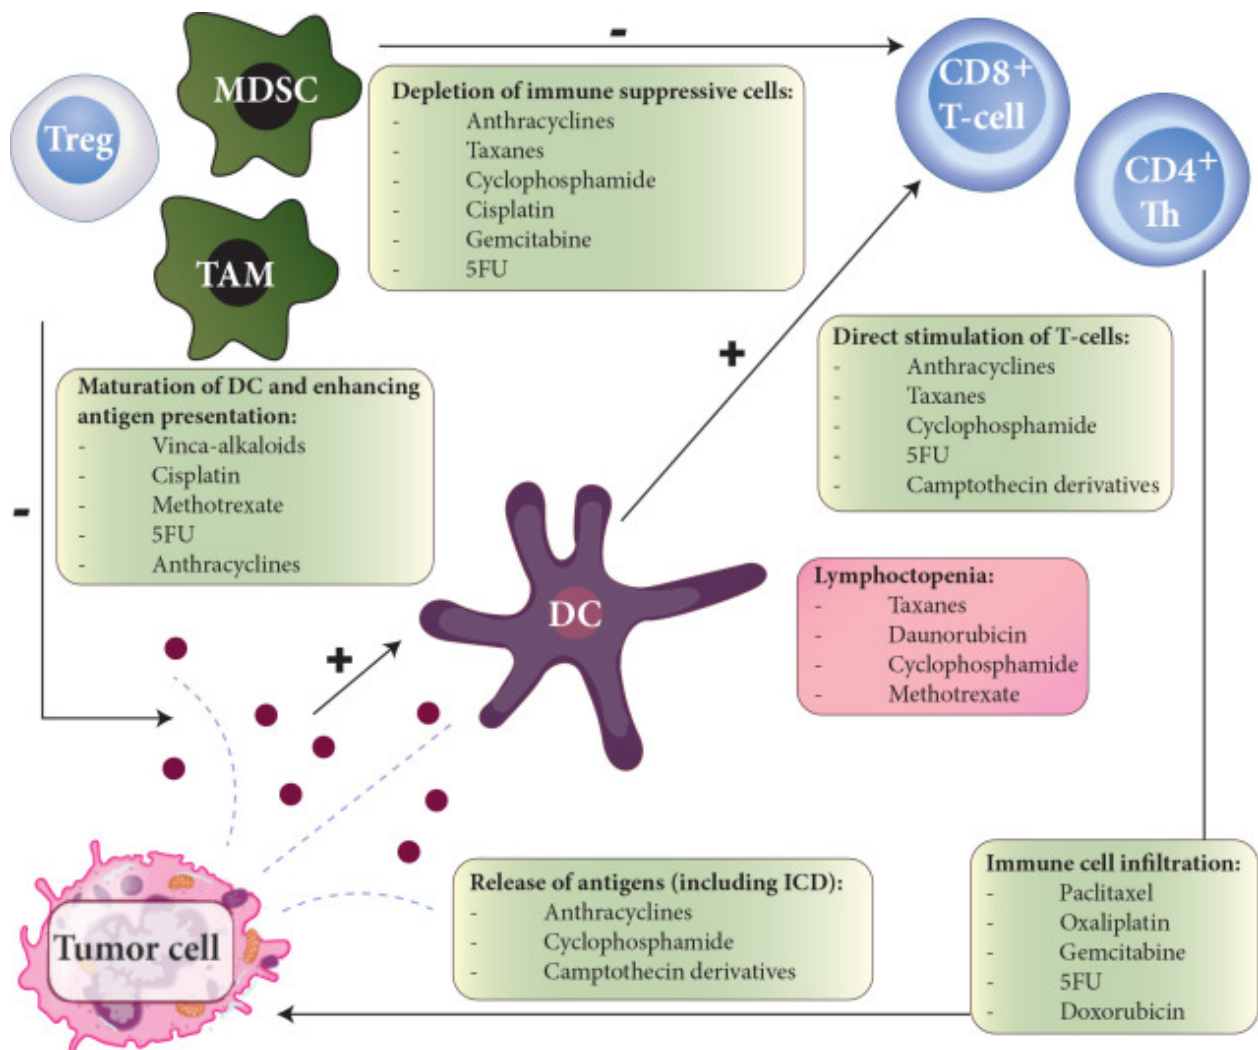 MDSC
Treg
TAM
-
CD8+
T-cell
CD4+
Th
Depletion of immune suppressive cells:
- Anthracyclines
- Taxanes
- Cyclophosphamide
- Cisplatin
- Gemcitabine
- 5FU
Maturation of DC and enhancing
antigen presentation:
- Vinca-alkaloids
- Cisplatin
- Methotrexate
- 5FU
- Anthracyclines
-
+
Direct stimulation of T-cells:
- Anthracyclines
- Taxanes
- Cyclophosphamide
- 5FU
- Camptothecin derivatives
DC
+
Lymphoctopenia:
- Taxanes
- Daunorubicin
- Cyclophosphamide
- Methotrexate
Tumor cell
Release of antigens (including ICD):
- Anthracyclines
- Cyclophosphamide
- Camptothecin derivatives
Immune cell infiltration:
- Paclitaxel
- Oxaliplatin
- Gemcitabine
- 5FU
- Doxorubicin